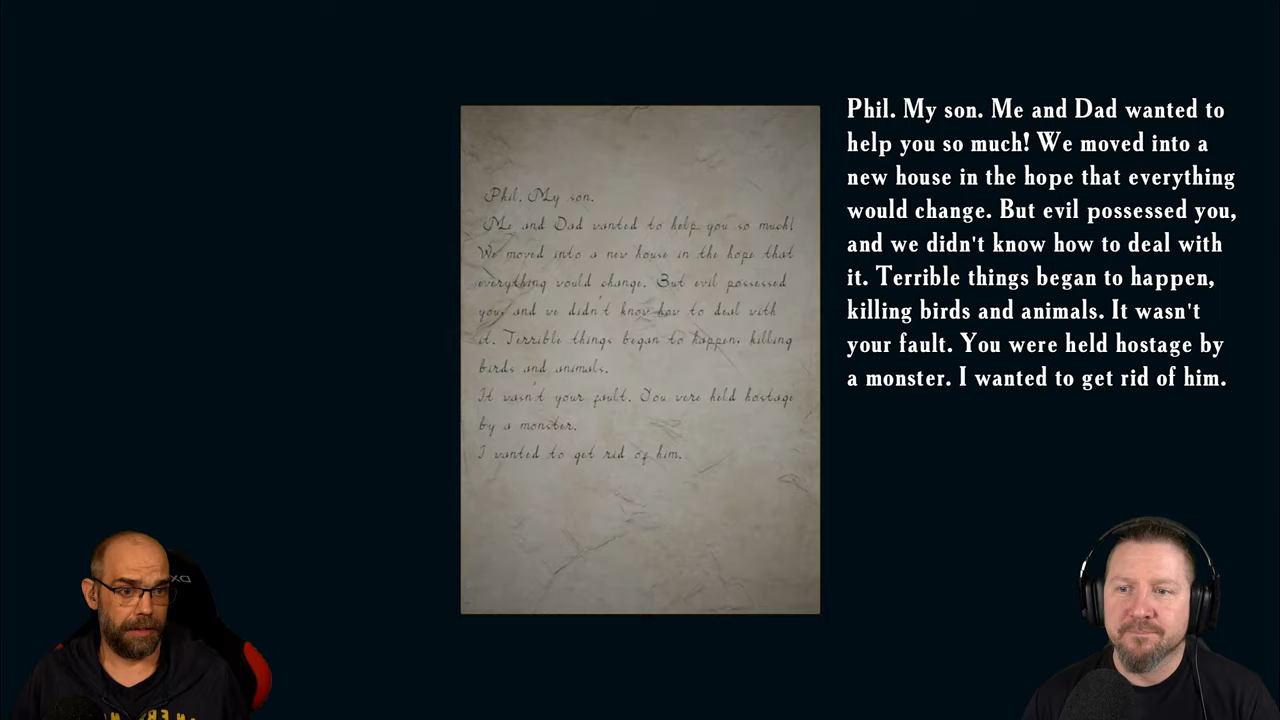 Phil. My son.
Me and Dad wanted to help you so much!
We moved into a new house in the hope that
everything would change. But evil possessed
you, and we didn't know how to deal with
it. Terrible things began to happen, killing
birds and animals.
It wasn't your fault. You were held hostage
by a monster.
I wanted to get rid of him.
Phil. My son. Me and Dad wanted to
help you so much! We moved into a
new house in the hope that everything
would change. But evil possessed you,
and we didn't know how to deal with
it. Terrible things began to happen,
killing birds and animals. It wasn't
your fault. You were held hostage by
a monster. I wanted to get rid of him.